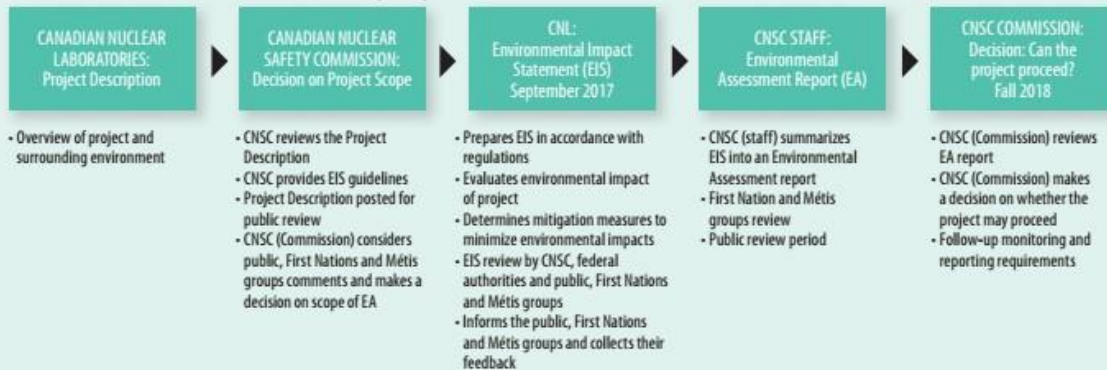 CANADIAN NUCLEAR
LABORATORIES:
Project Description
• Overview of project and
surrounding environment
CANADIAN NUCLEAR
SAFETY COMMISSION:
Decision on Project Scope
• CNSC reviews the Project
Description
• CNSC provides EIS guidelines
• Project Description posted for
public review
• CNSC (Commission) considers
public, First Nations and Métis
groups comments and makes a
decision on scope of EA
CNL:
Environmental Impact
Statement (EIS)
September 2017
• Prepares EIS in accordance with
regulations
• Evaluates environmental impact
of project
• Determines mitigation measures to
minimize environmental impacts
• EIS review by CNSC, federal
authorities and public, First Nations
and Métis groups
• Informs the public, First Nations
and Métis groups and collects their
feedback
CNSC STAFF:
Environmental
Assessment Report (EA)
• CNSC (staff) summarizes
EIS into an Environmental
Assessment report
• First Nation and Métis
groups review
• Public review period
CNSC COMMISSION:
Decision: Can the
project proceed?
Fall 2018
• CNSC (Commission) reviews
EA report
• CNSC (Commission) makes
a decision on whether the
project may proceed
• Follow-up monitoring and
reporting requirements